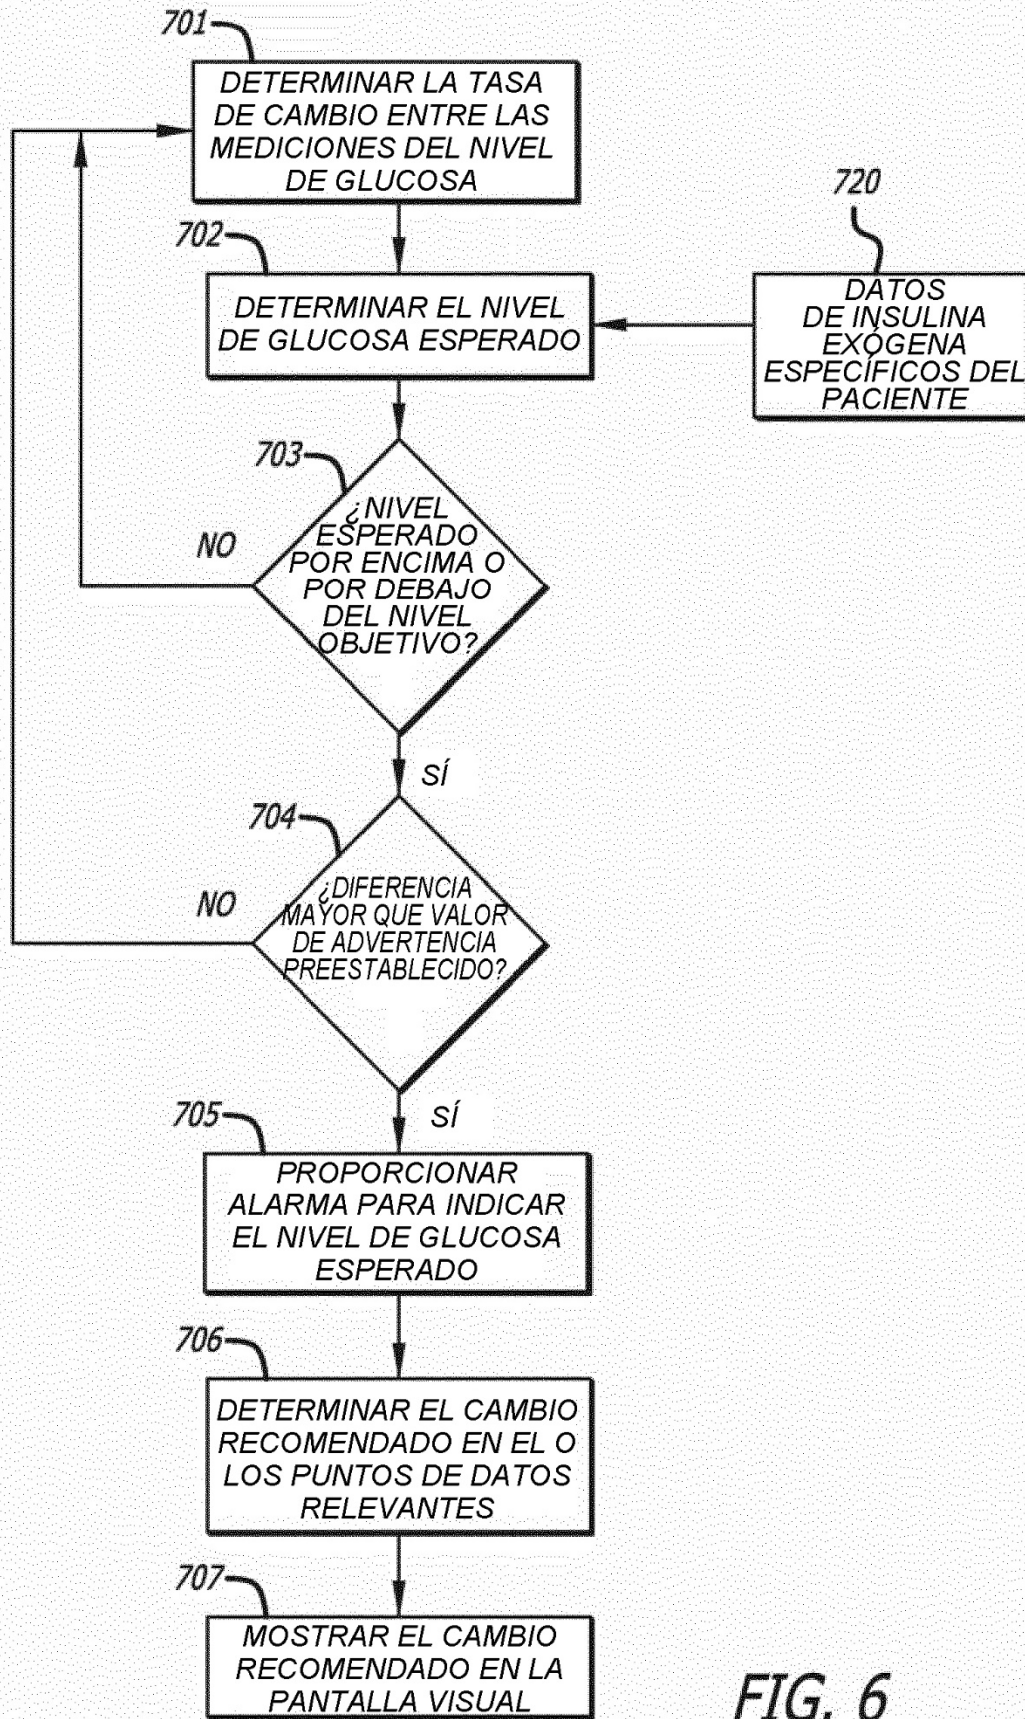 701
DETERMINAR LA TASA
DE CAMBIO ENTRE LAS
MEDICIONES DEL NIVEL
DE GLUCOSA
702
DETERMINAR EL NIVEL
DE GLUCOSA ESPERADO
720
DATOS
DE INSULINA
EXÓGENA
ESPECÍFICOS DEL
PACIENTE
703
¿NIVEL
ESPERADO
POR ENCIMA O
POR DEBAJO
DEL NIVEL
OBJETIVO?
NO
SÍ
704
¿DIFERENCIA
MAYOR QUE VALOR
DE ADVERTENCIA
PREESTABLECIDO?
NO
SÍ
705
PROPORCIONAR
ALARMA PARA INDICAR
EL NIVEL DE GLUCOSA
ESPERADO
706
DETERMINAR EL CAMBIO
RECOMENDADO EN EL O
LOS PUNTOS DE DATOS
RELEVANTES
707
MOSTRAR EL CAMBIO
RECOMENDADO EN LA
PANTALLA VISUAL
FIG. 6